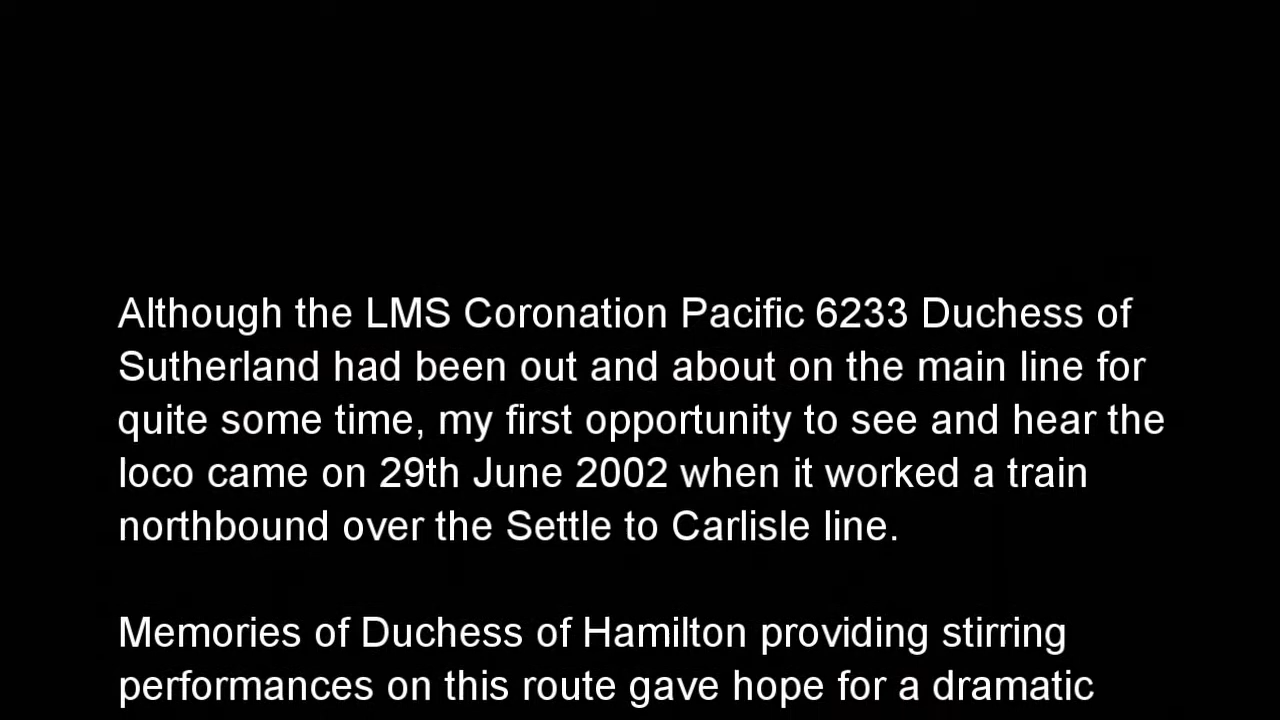 Although the LMS Coronation Pacific 6233 Duchess of
Sutherland had been out and about on the main line for
quite some time, my first opportunity to see and hear the
loco came on 29th June 2002 when it worked a train
northbound over the Settle to Carlisle line.
Memories of Duchess of Hamilton providing stirring
performances on this route gave hope for a dramatic